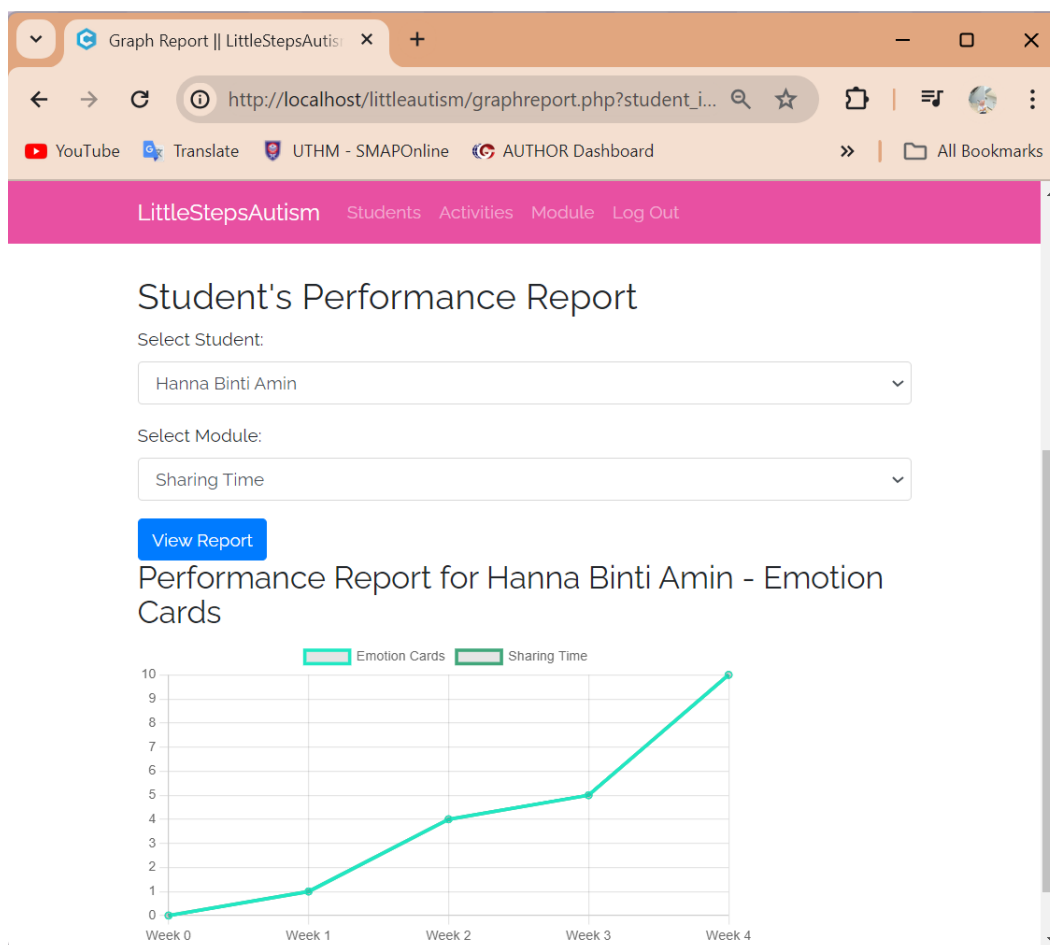 Graph Report || LittleStepsAutis
http://localhost/littleautism/graphreport.php?student_i...
YouTube Translate UTHM - SMAPOnline AUTHOR Dashboard » All Bookmarks
LittleStepsAutism Students Activities Module Log Out
Student's Performance Report
Select Student:
Hanna Binti Amin
Select Module:
Sharing Time
View Report
Performance Report for Hanna Binti Amin - Emotion
Cards
Emotion Cards Sharing Time
10
9
8
7
6
5
4
3
2
1
0
Week 0 Week 1 Week 2 Week 3 Week 4